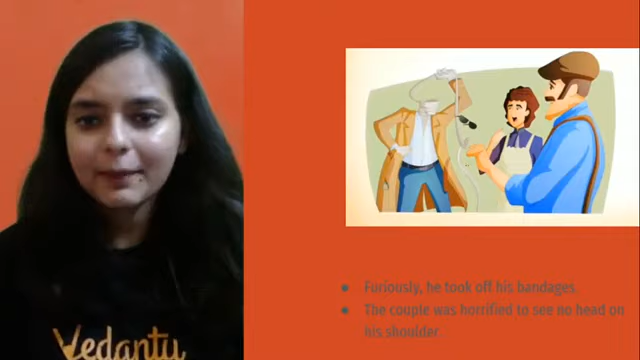 Furiously, he took off his bandages.
The couple was horrified to see no head on
his shoulder.
Vedantu